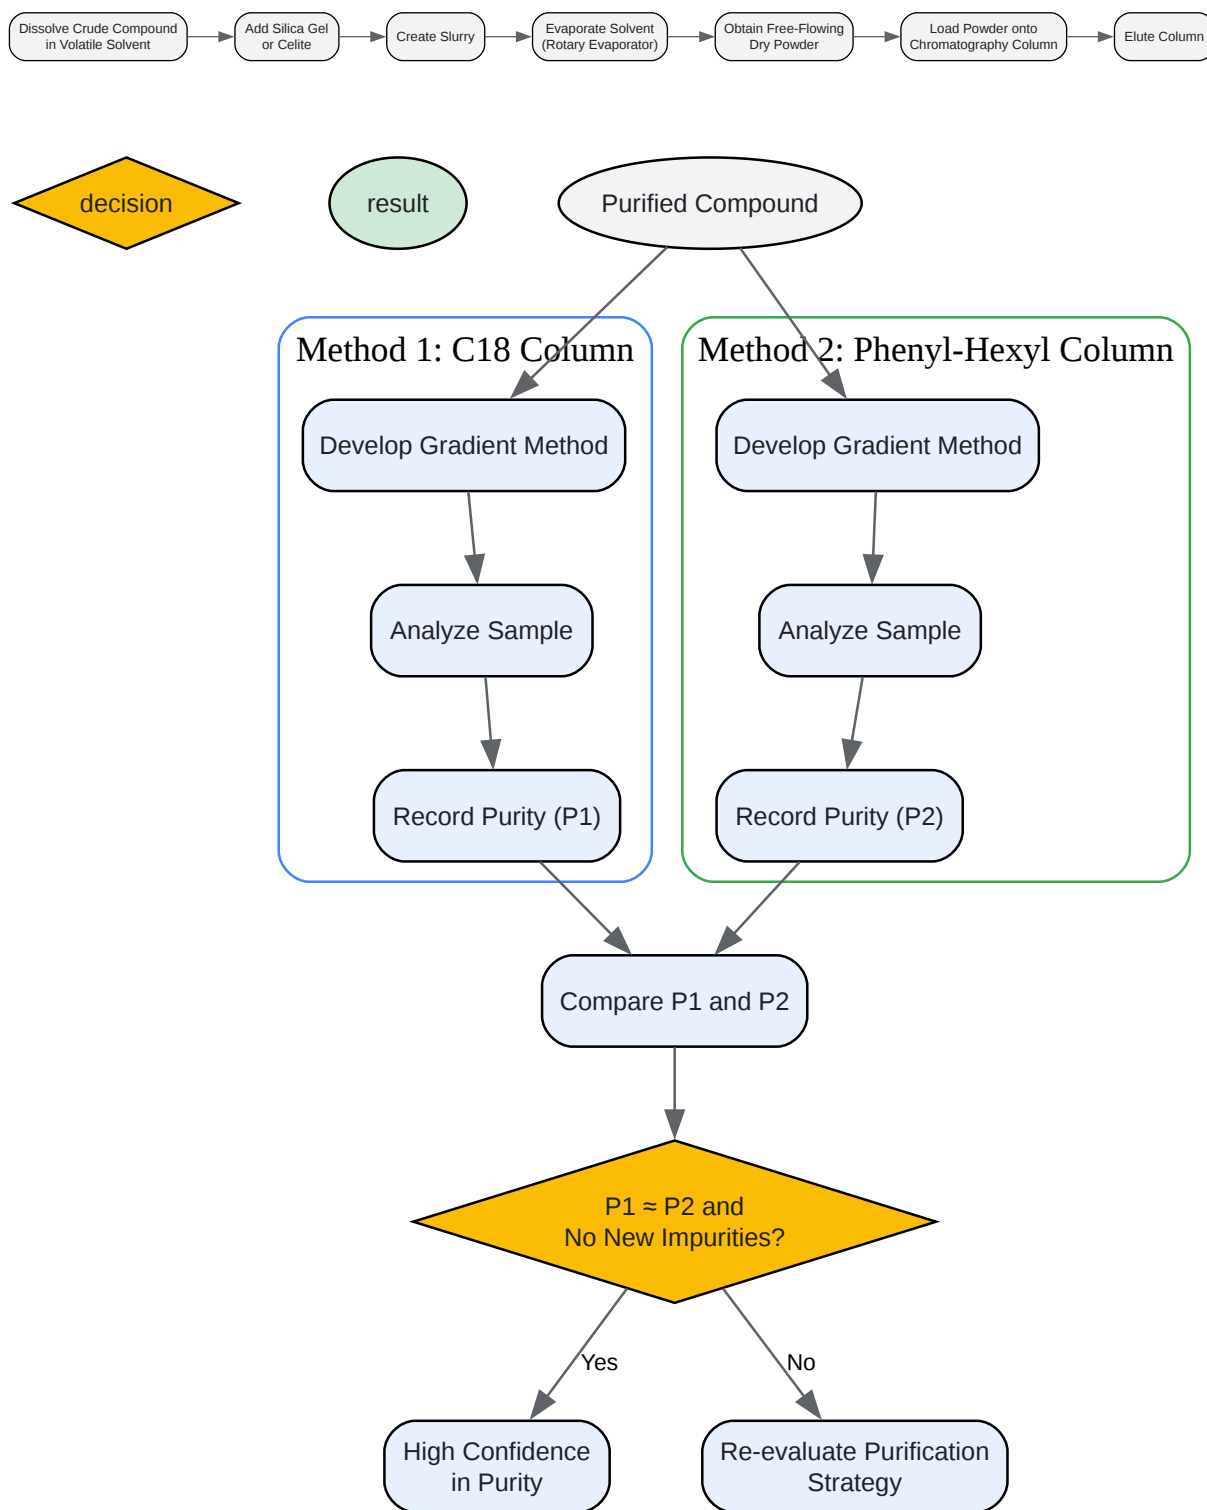 Dissolve Crude Compound
in Volatile Solvent
Add Silica Gel
or Celite
Create Slurry
Evaporate Solvent
(Rotary Evaporator)
Obtain Free-Flowing
Dry Powder
Load Powder onto
Chromatography Column
Elute Column
decision
result
Purified Compound
Method 1: C18 Column
Method 2: Phenyl-Hexyl Column
Develop Gradient Method
Develop Gradient Method
Analyze Sample
Analyze Sample
Record Purity (P1)
Record Purity (P2)
Compare P1 and P2
P1 ≈ P2 and
No New Impurities?
Yes
No
High Confidence
in Purity
Re-evaluate Purification
Strategy